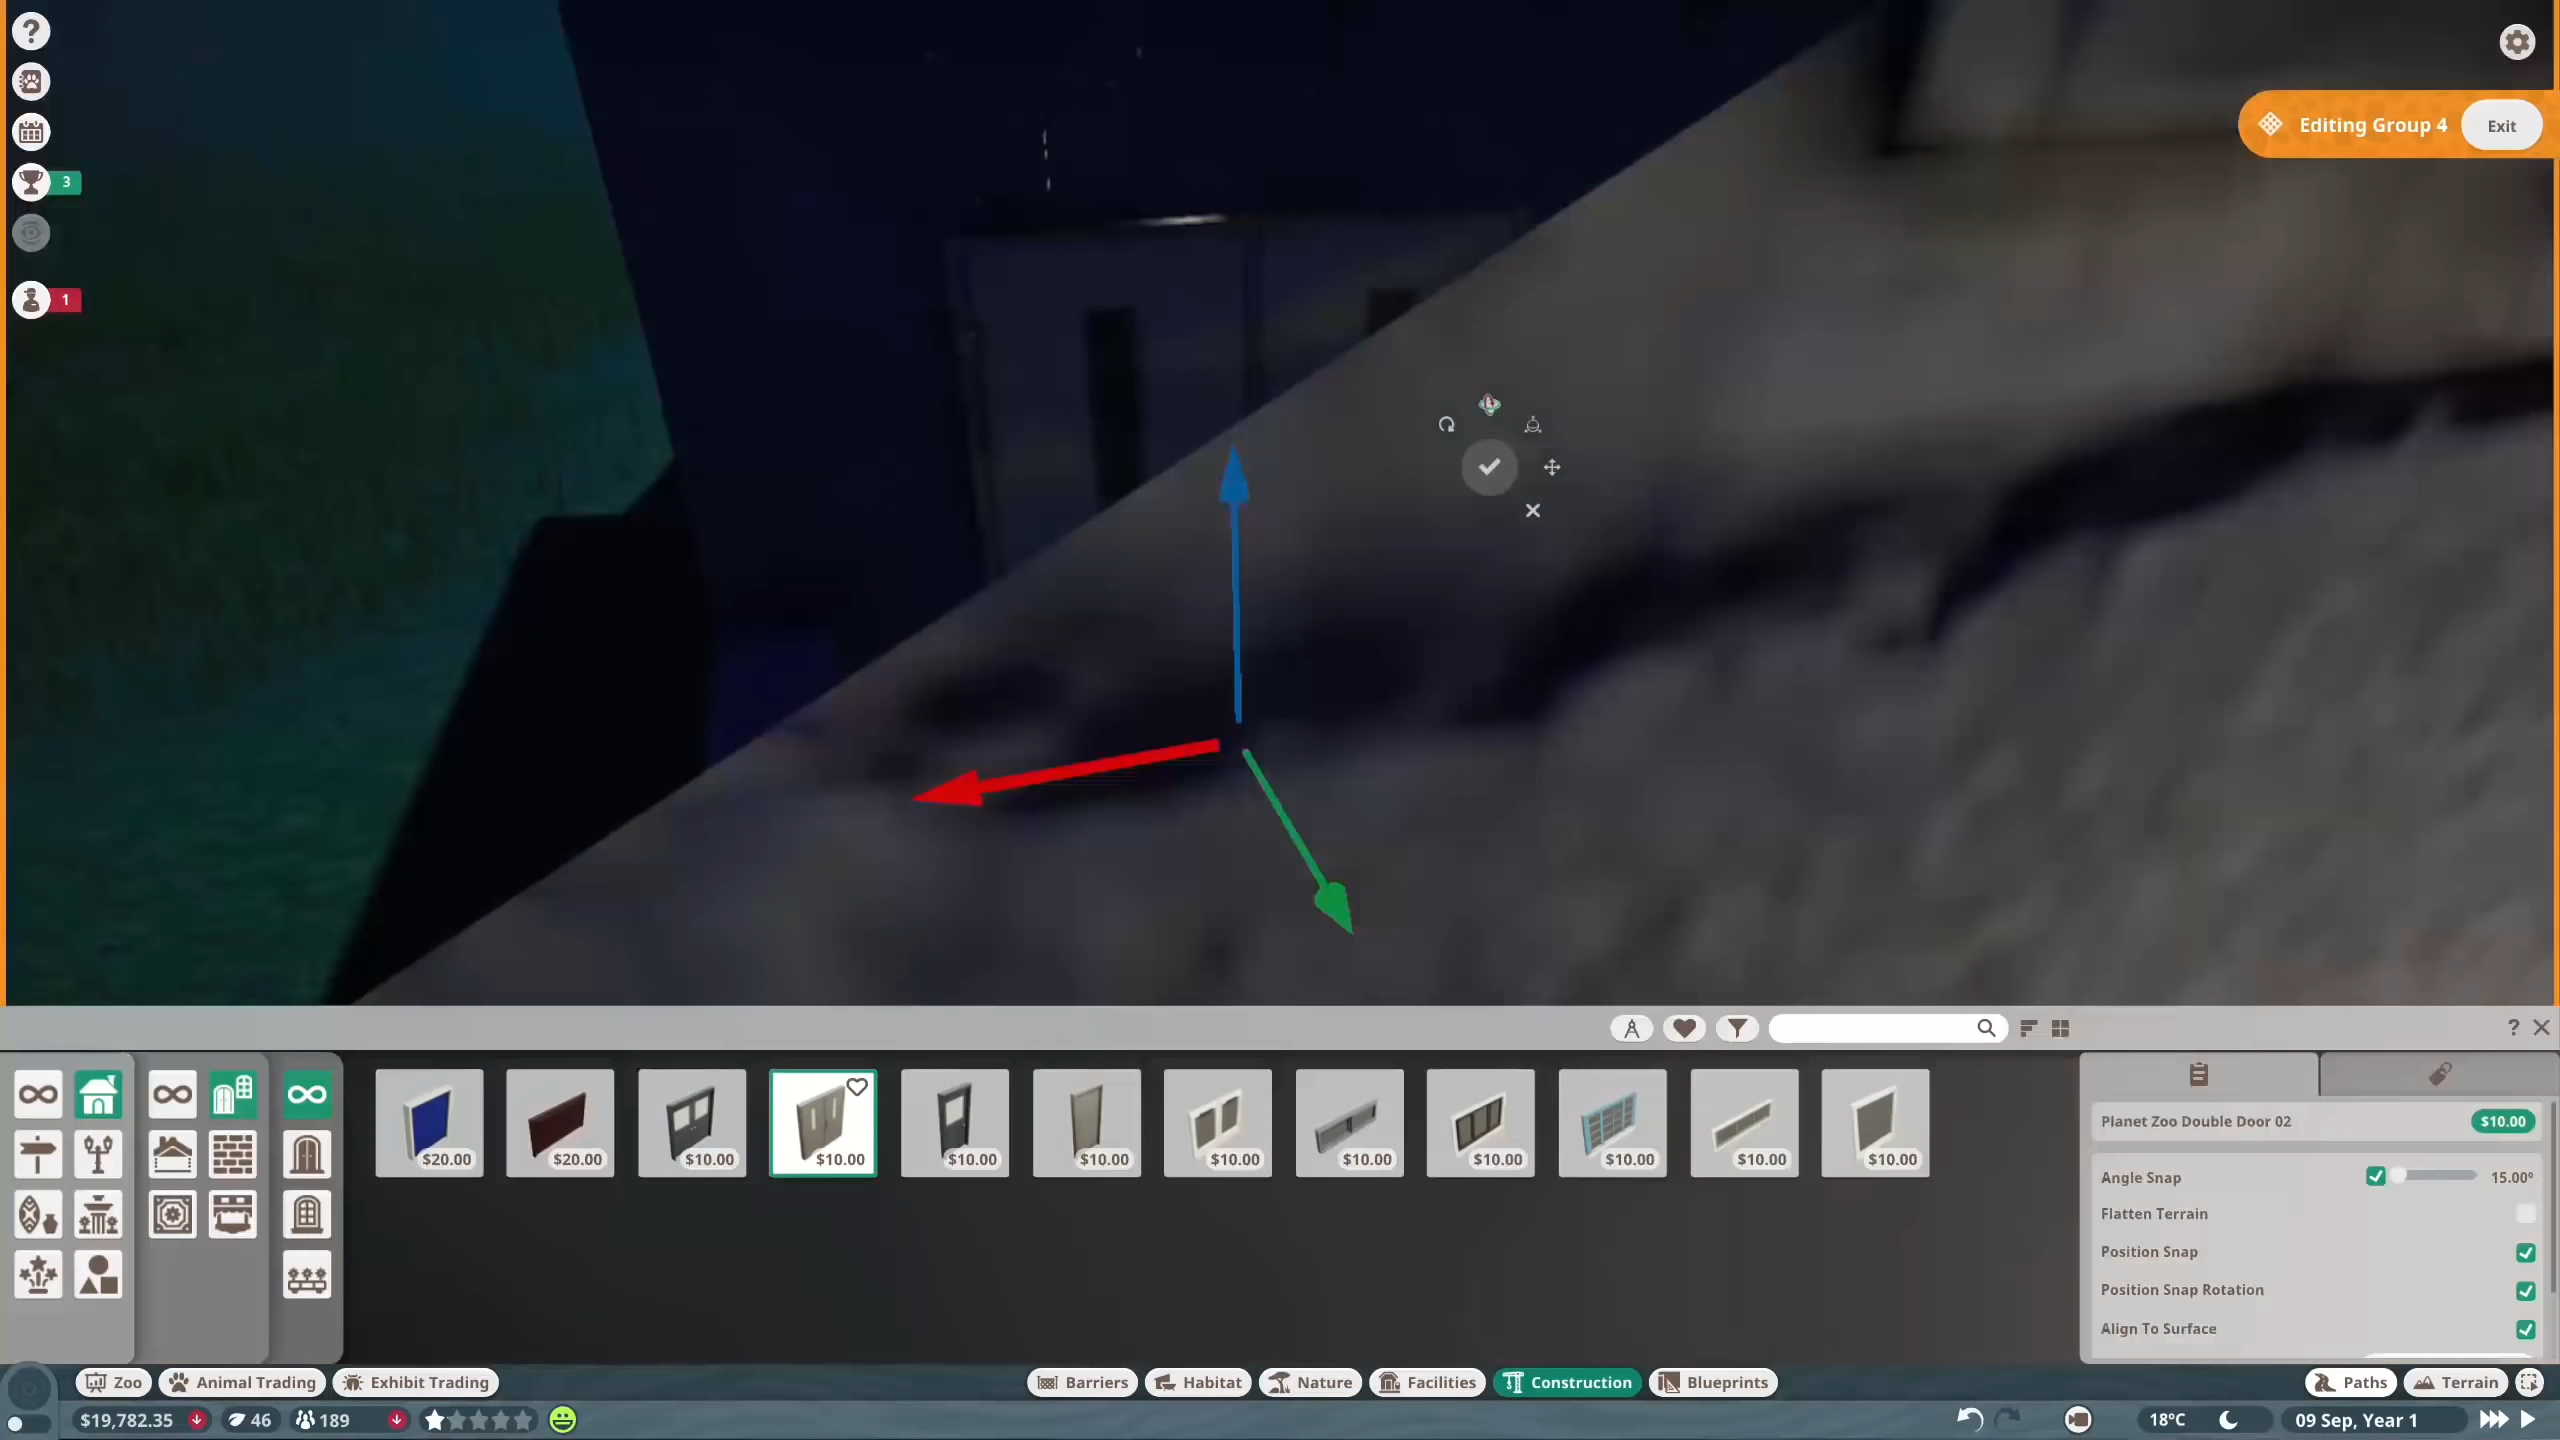 ?
Editing Group 4 Exit
3
1
? 
$20.00 $20.00 $10.00 $10.00 $10.00 $10.00 $10.00 $10.00 $10.00 $10.00 $10.00 $10.00
Planet Zoo Double Door 02 $10.00
Angle Snap 15.00°
Flatten Terrain
Position Snap
Position Snap Rotation
Align To Surface
Zoo Animal Trading Exhibit Trading Barriers Habitat Nature Facilities Construction Blueprints Paths Terrain
$19,782.35 46 189 18°C 09 Sep, Year 1